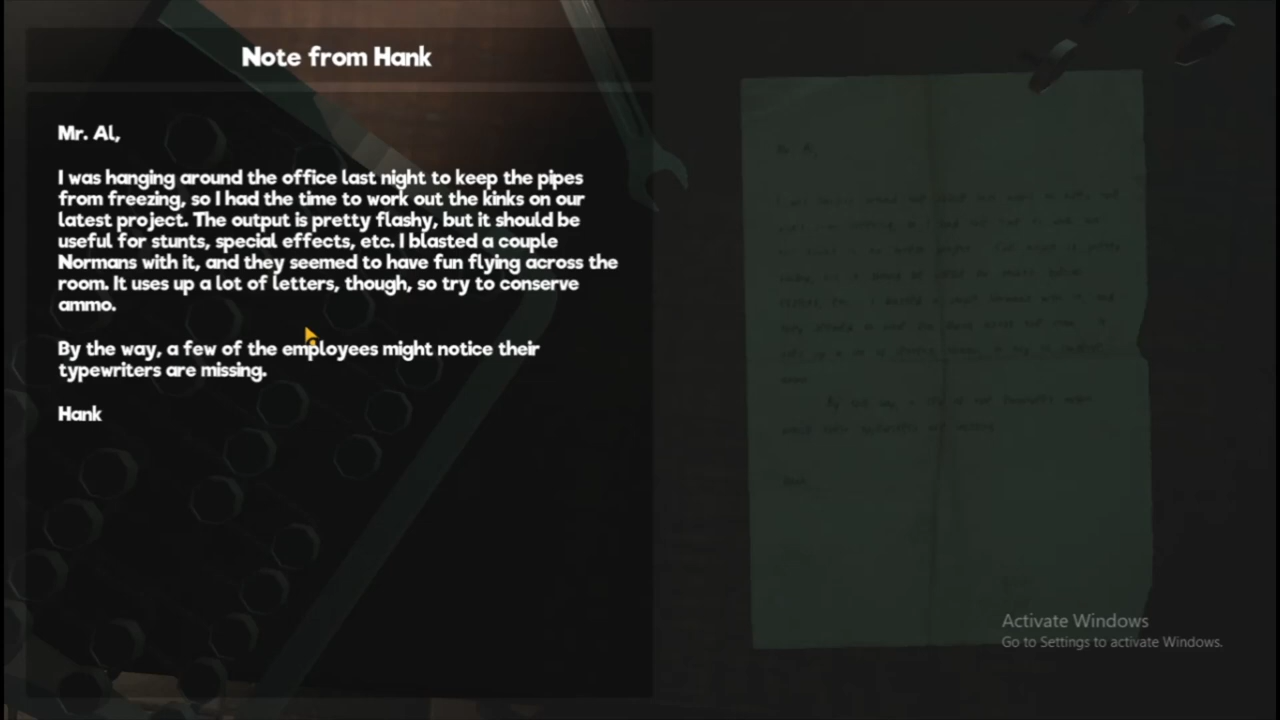 Note from Hank
Mr. Al,
I was hanging around the office last night to keep the pipes
from freezing, so I had the time to work out the kinks on our
latest project. The output is pretty flashy, but it should be
useful for stunts, special effects, etc. I blasted a couple
Normans with it, and they seemed to have fun flying across the
room. It uses up a lot of letters, though, so try to conserve
ammo.
By the way, a few of the employees might notice their
typewriters are missing.
Hank
Activate Windows
Go to Settings to activate Windows.